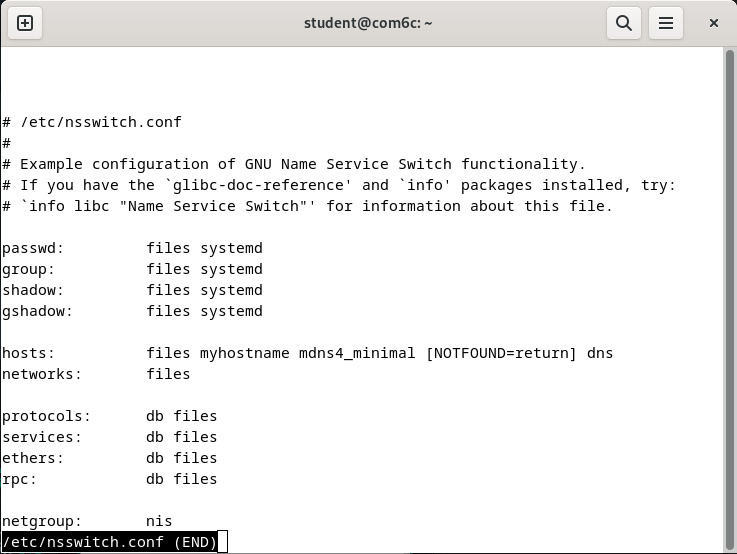 student@com6c: ~
# /etc/nsswitch.conf
#
# Example configuration of GNU Name Service Switch functionality.
# If you have the `glibc-doc-reference' and `info' packages installed, try:
# `info libc "Name Service Switch"' for information about this file.
passwd:         files systemd
group:          files systemd
shadow:         files systemd
gshadow:        files systemd
hosts:          files myhostname mdns4_minimal [NOTFOUND=return] dns
networks:       files
protocols:      db files
services:       db files
ethers:         db files
rpc:            db files
netgroup:       nis
/etc/nsswitch.conf (END)